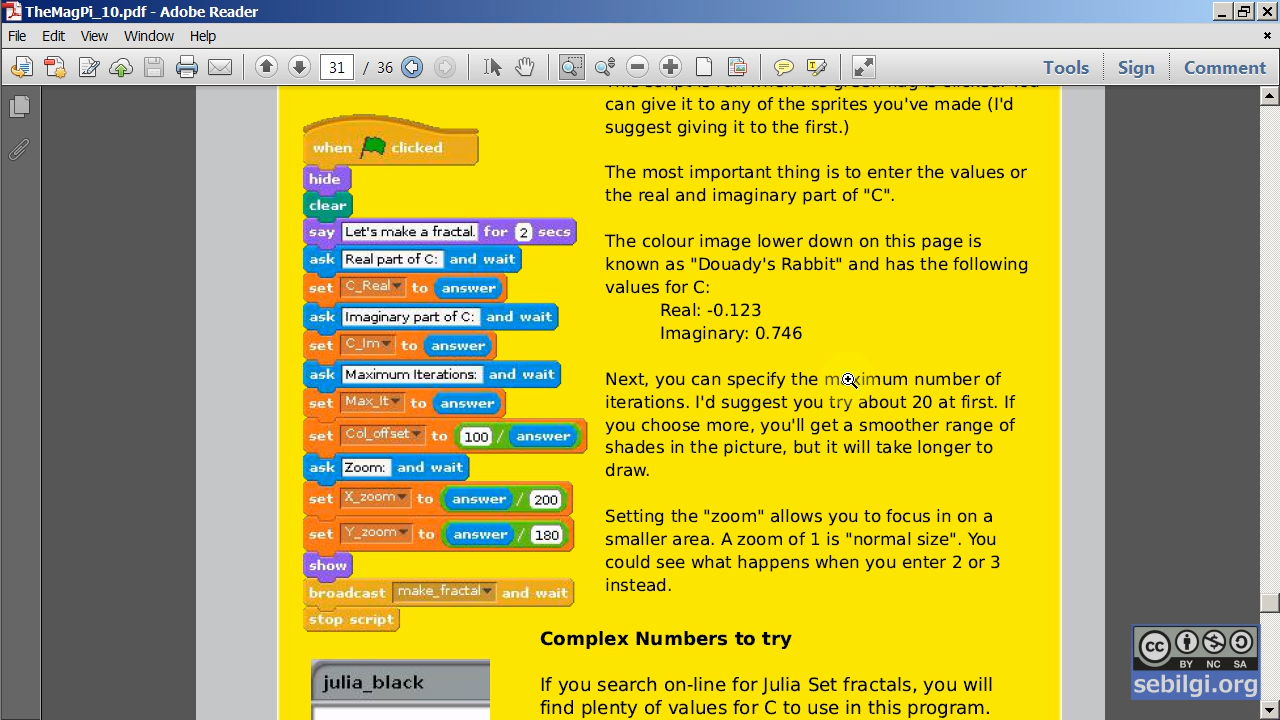 TheMagPi_10.pdf - Adobe Reader
File Edit View Window Help
31 / 36
Tools Sign Comment
can give it to any of the sprites you've made (I'd
suggest giving it to the first.)
The most important thing is to enter the values or
the real and imaginary part of "C".
The colour image lower down on this page is
known as "Douady's Rabbit" and has the following
values for C:
Real: -0.123
Imaginary: 0.746
Next, you can specify the maximum number of
iterations. I'd suggest you try about 20 at first. If
you choose more, you'll get a smoother range of
shades in the picture, but it will take longer to
draw.
Setting the "zoom" allows you to focus in on a
smaller area. A zoom of 1 is "normal size". You
could see what happens when you enter 2 or 3
instead.
when clicked
hide
clear
say Let's make a fractal. for 2 secs
ask Real part of C: and wait
set C_Real to answer
ask Imaginary part of C: and wait
set C_Im to answer
ask Maximum Iterations: and wait
set Max_It to answer
set Col_offset to 100 / answer
ask Zoom: and wait
set X_zoom to answer / 200
set Y_zoom to answer / 180
show
broadcast make_fractal and wait
stop script
Complex Numbers to try
julia_black
If you search on-line for Julia Set fractals, you will
find plenty of values for C to use in this program.
cc BY NC SA
sebilgi.org